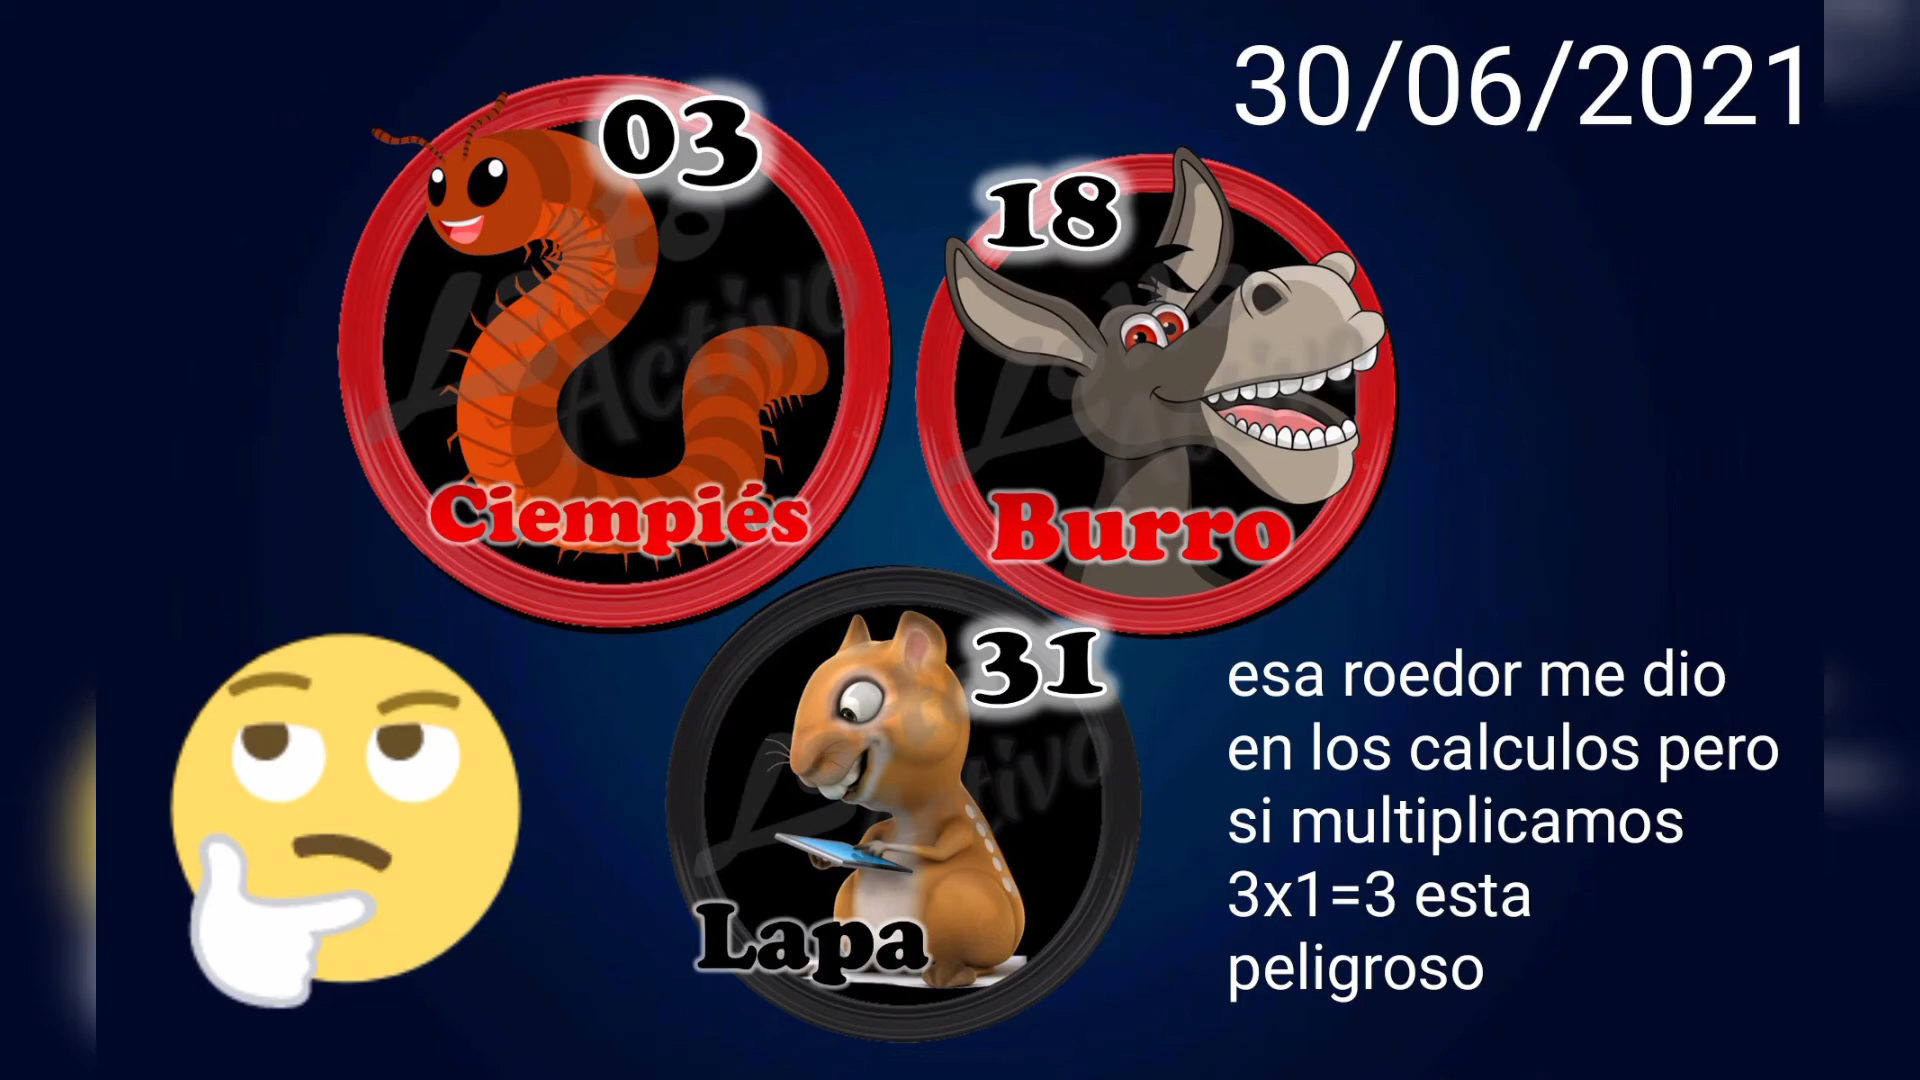 30/06/2021
03
18
Ciempiés
Burro
31
Lapa
esa roedor me dio
en los calculos pero
si multiplicamos
3x1=3 esta
peligroso